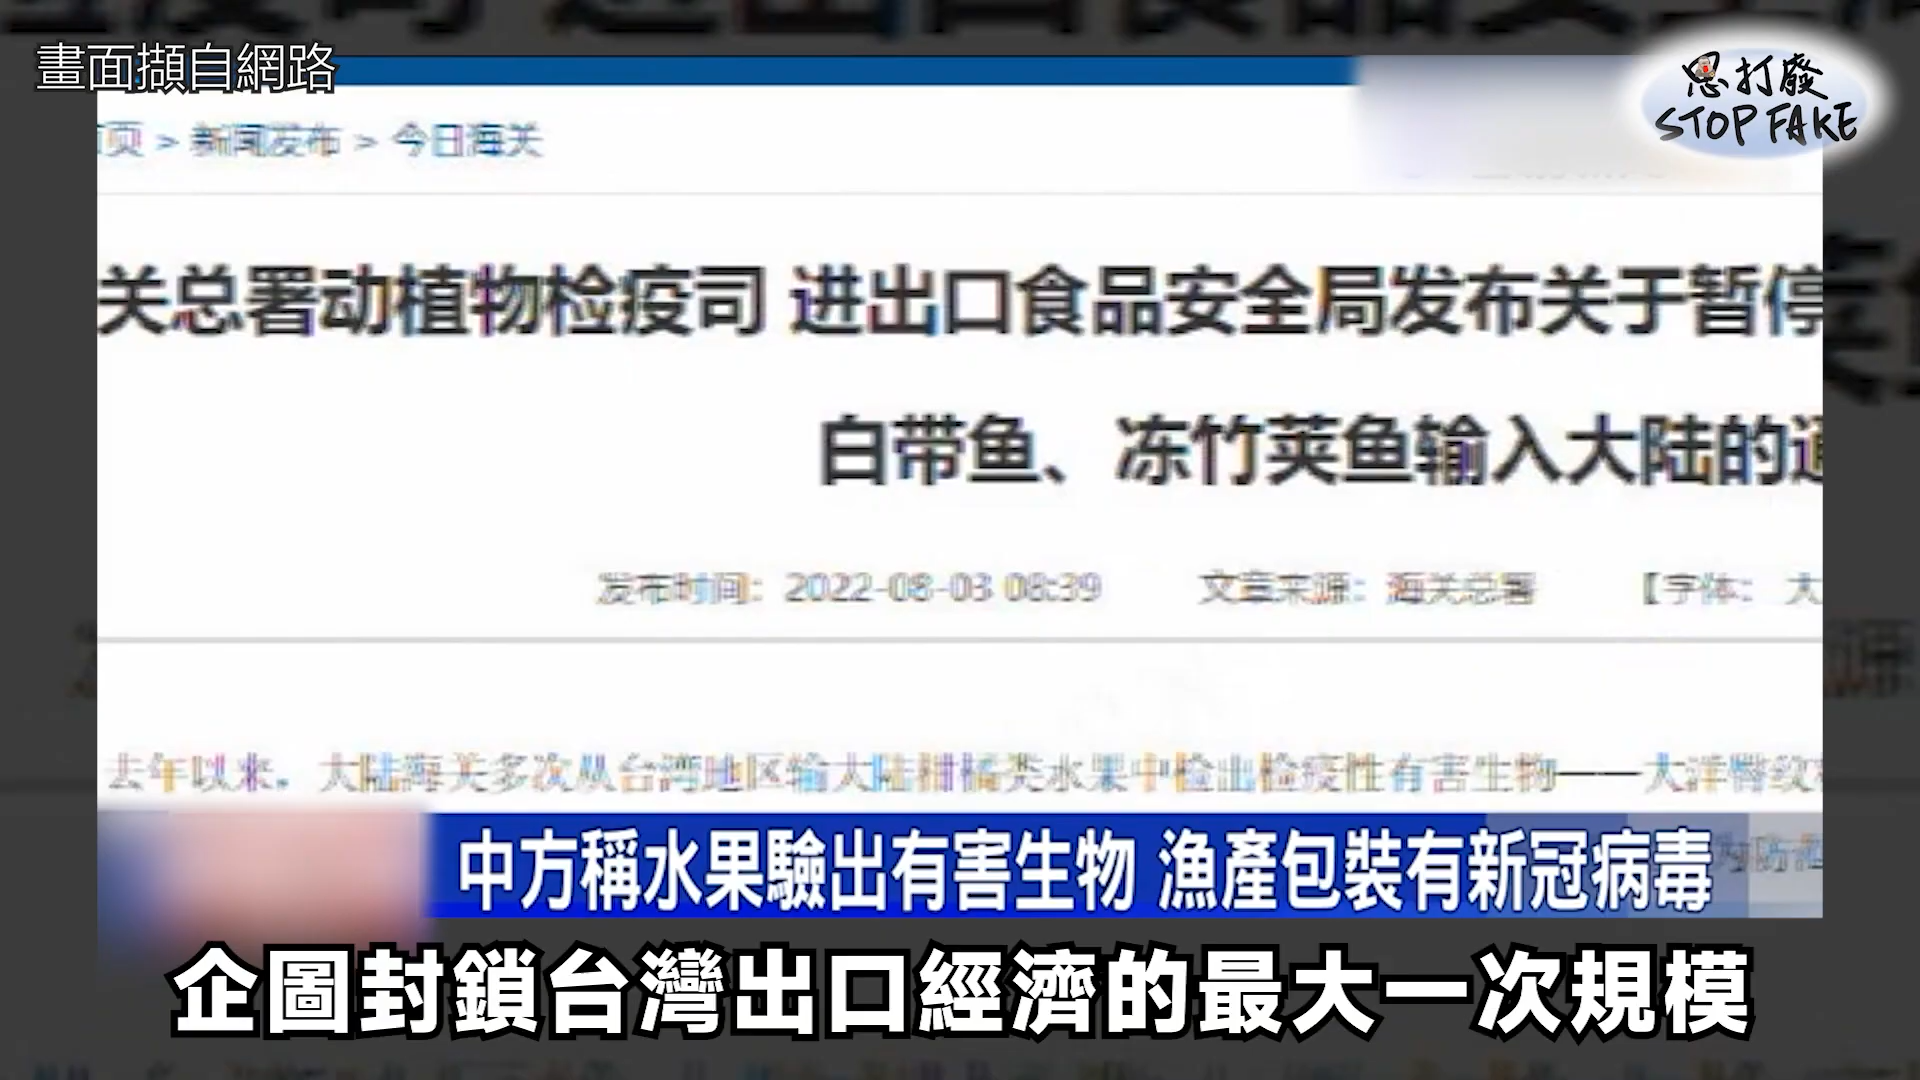 畫面擷自網路
思打廢
STOP FAKE
页 > 新闻发布 > 今日海关
关总署动植物检疫司 进出口食品安全局发布关于暂停
白带鱼、冻竹荚鱼输入大陆的通
发布时间：2022-08-03 08:39 文章来源：海关总署 【字体： 大
去年以来，大陆海关多次从台湾地区输大陆柑橘类水果中检出检疫性有害生物——大洋臀纹
中方稱水果驗出有害生物 漁產包裝有新冠病毒
企圖封鎖台灣出口經濟的最大一次規模